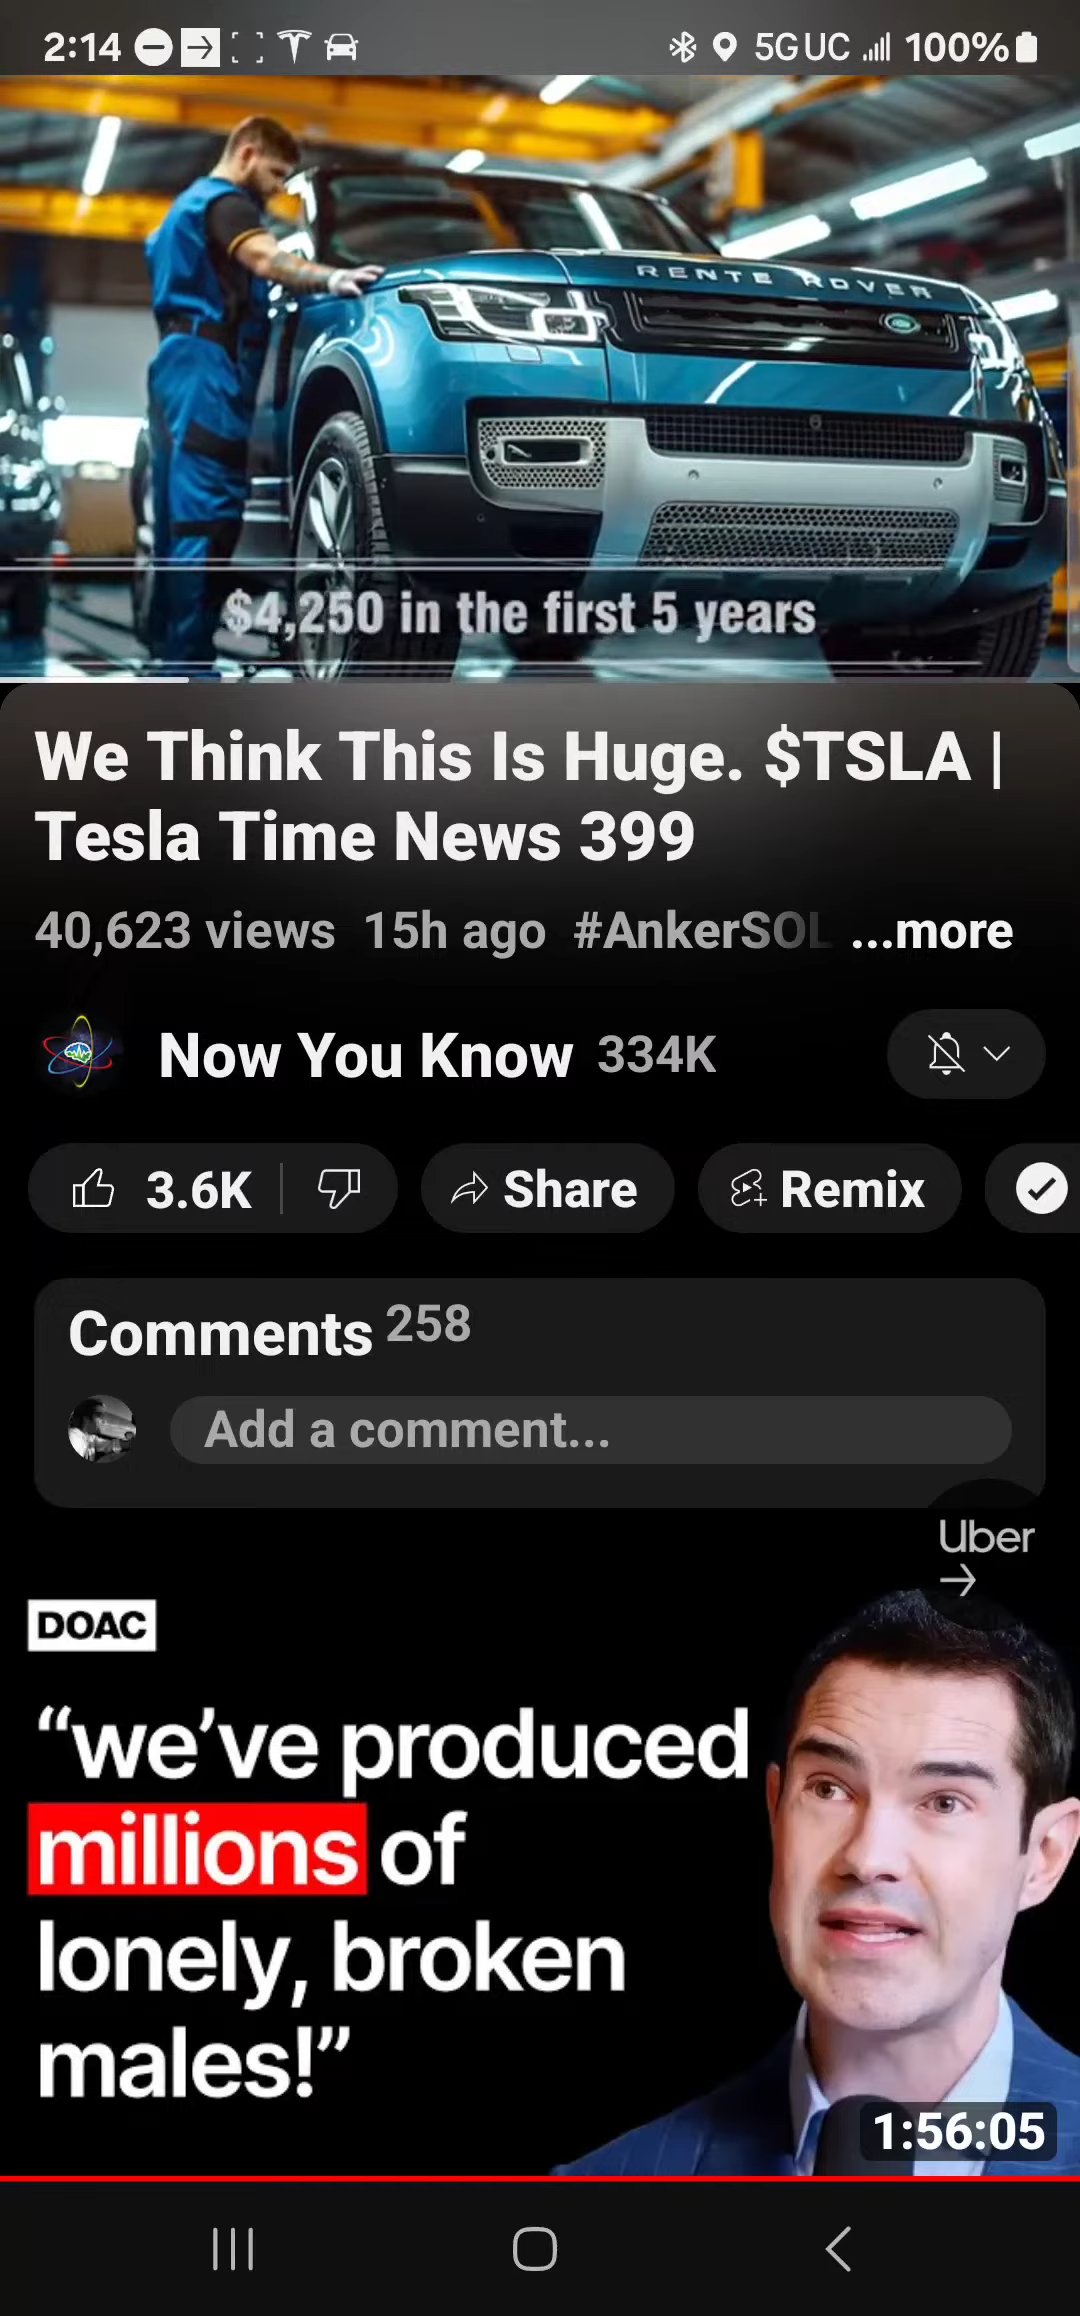 2:14
5G UC 100%
RENTE ROVER
$4,250 in the first 5 years
We Think This Is Huge. $TSLA |
Tesla Time News 399
40,623 views 15h ago #AnkerSOL ...more
Now You Know 334K
3.6K Share Remix
Comments 258
Add a comment...
Uber
DOAC
“we’ve produced
millions of
lonely, broken
males!”
1:56:05